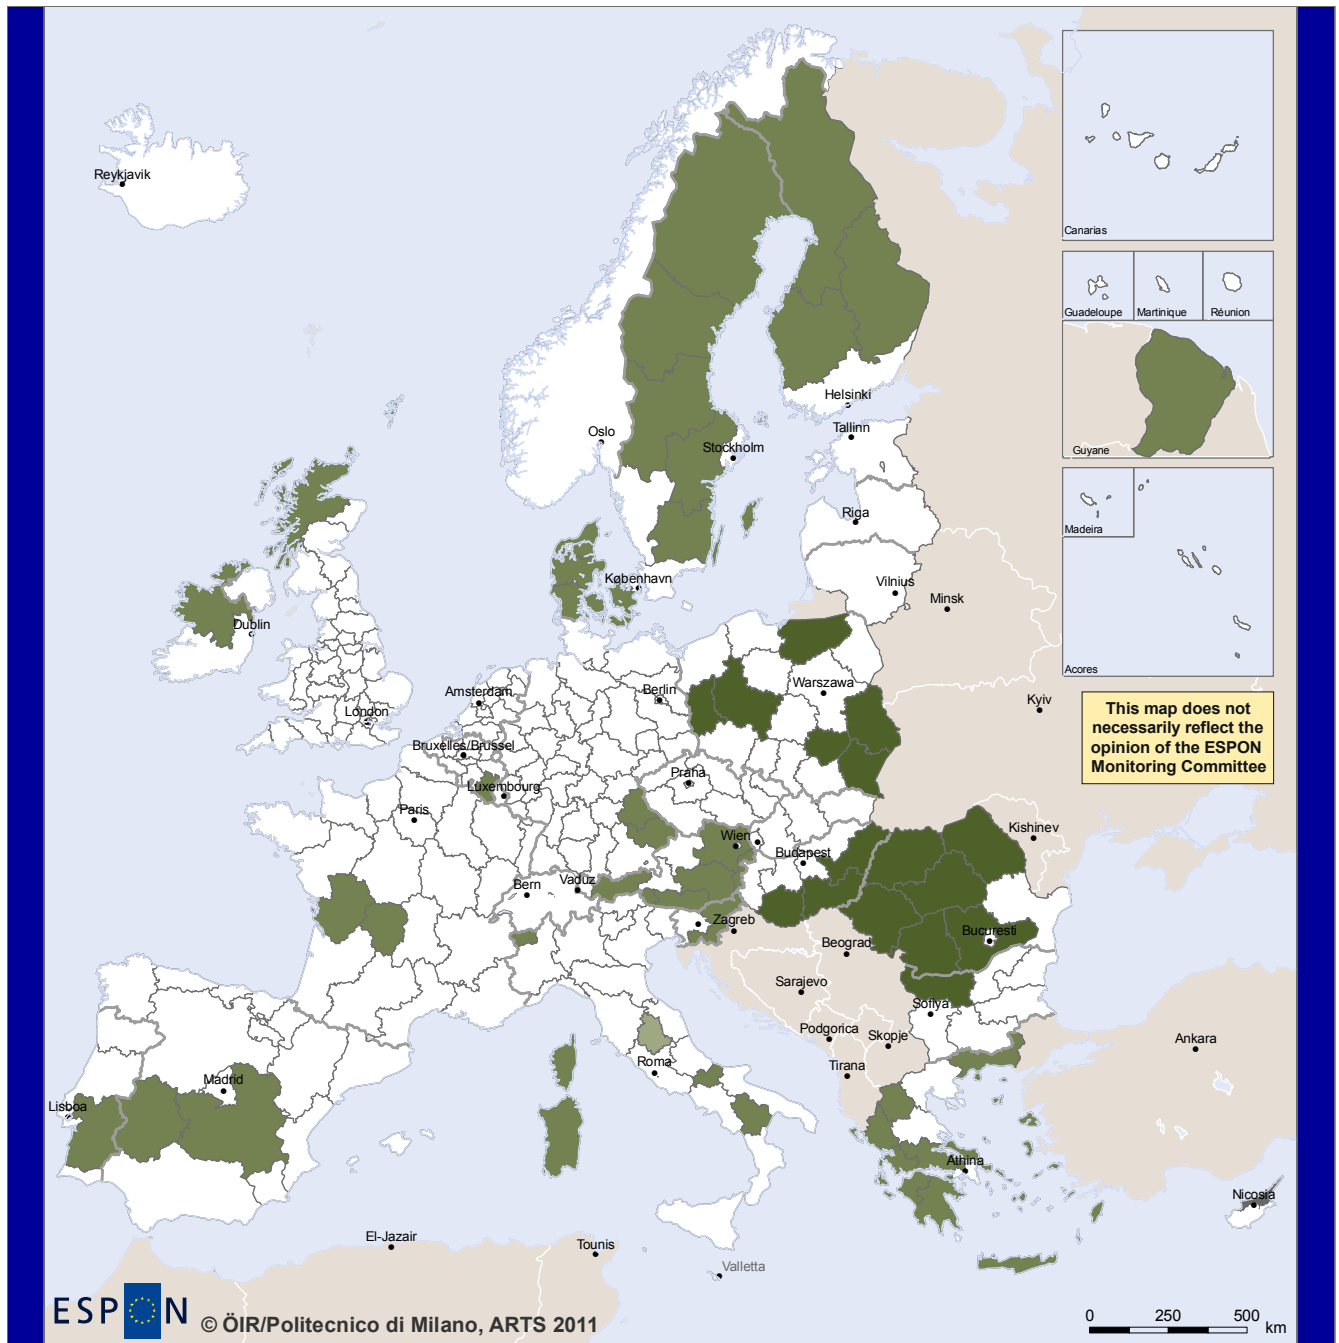 Reykjavik
Canarias
Guadeloupe
Martinique
Réunion
Guyane
Madeira
Acores
Helsinki
Tallinn
Oslo
Stockholm
Riga
København
Vilnius
Minsk
Dublin
Warszawa
Amsterdam
Berlin
London
Kyiv
This map does not
necessarily reflect the
opinion of the ESPON
Monitoring Committee
Bruxelles/Brussel
Praha
Luxembourg
Paris
Kishinev
Wien
Budapest
Bern
Vaduz
Zagreb
Bucuresti
Beograd
Sarajevo
Sofiya
Podgorica
Skopje
Ankara
Roma
Tirana
Madrid
Lisboa
Athina
Nicosia
El-Jazair
Tounis
Valletta
ESPON
© ÖIR/Politecnico di Milano, ARTS 2011
0 250 500
km